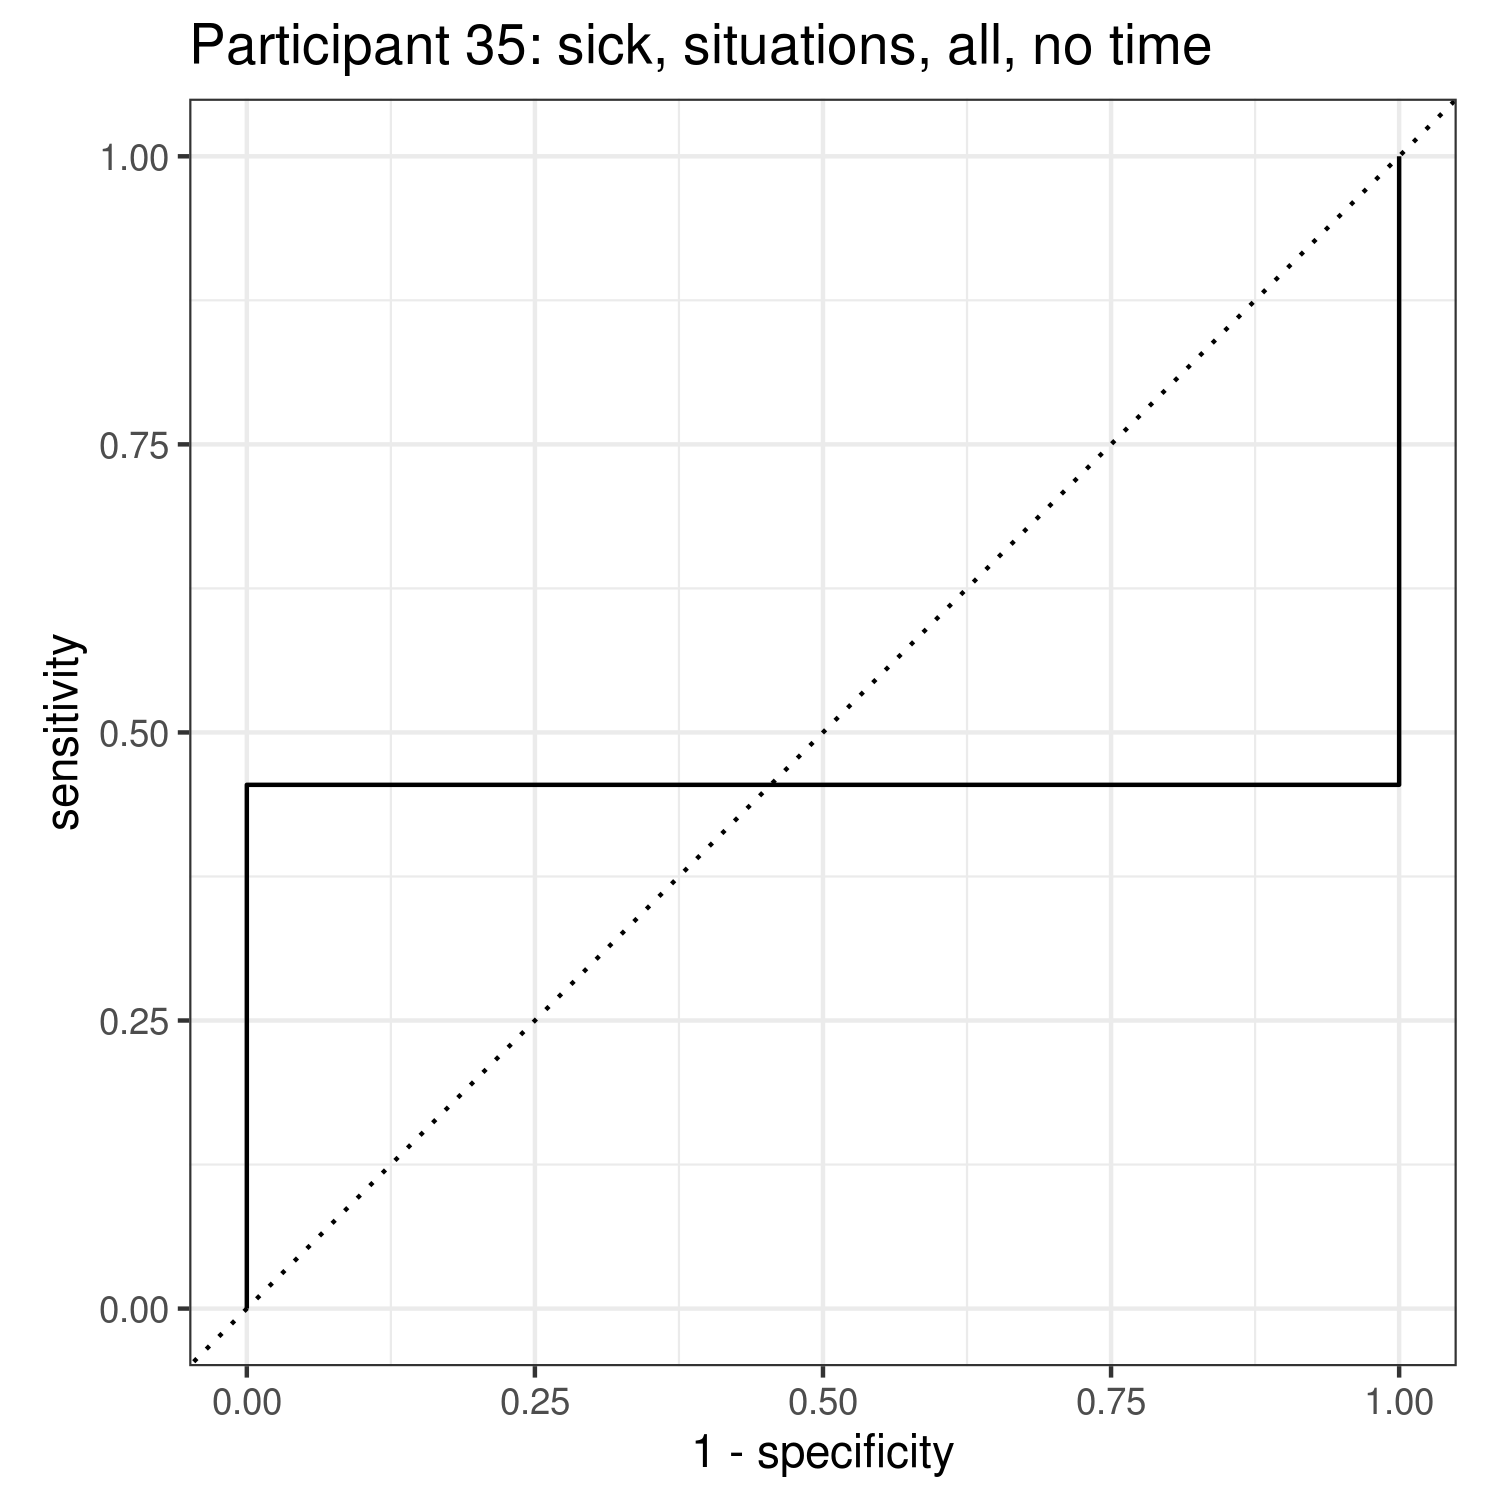 Participant 35: sick, situations, all, no time
1.00
0.75
0.50
0.25
0.00
sensitivity
0.00 0.25 0.50 0.75 1.00
1 - specificity